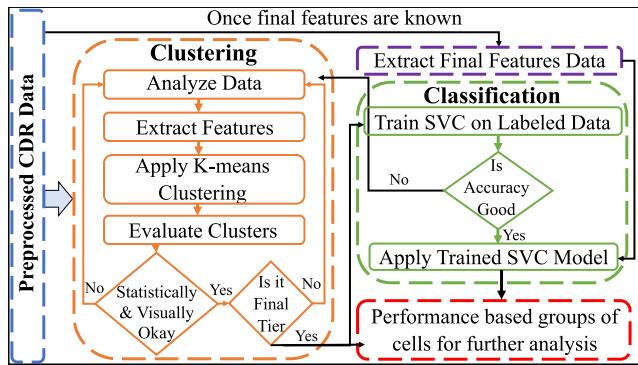 Once final features are known
Preprocessed CDR Data
Clustering
Analyze Data
Extract Features
Apply K-means
Clustering
Evaluate Clusters
No
Statistically
& Visually
Okay
Yes
Is it
Final
Tier
No
Yes
Extract Final Features Data
Classification
Train SVC on Labeled Data
No
Is
Accuracy
Good
Yes
Apply Trained SVC Model
Performance based groups of
cells for further analysis